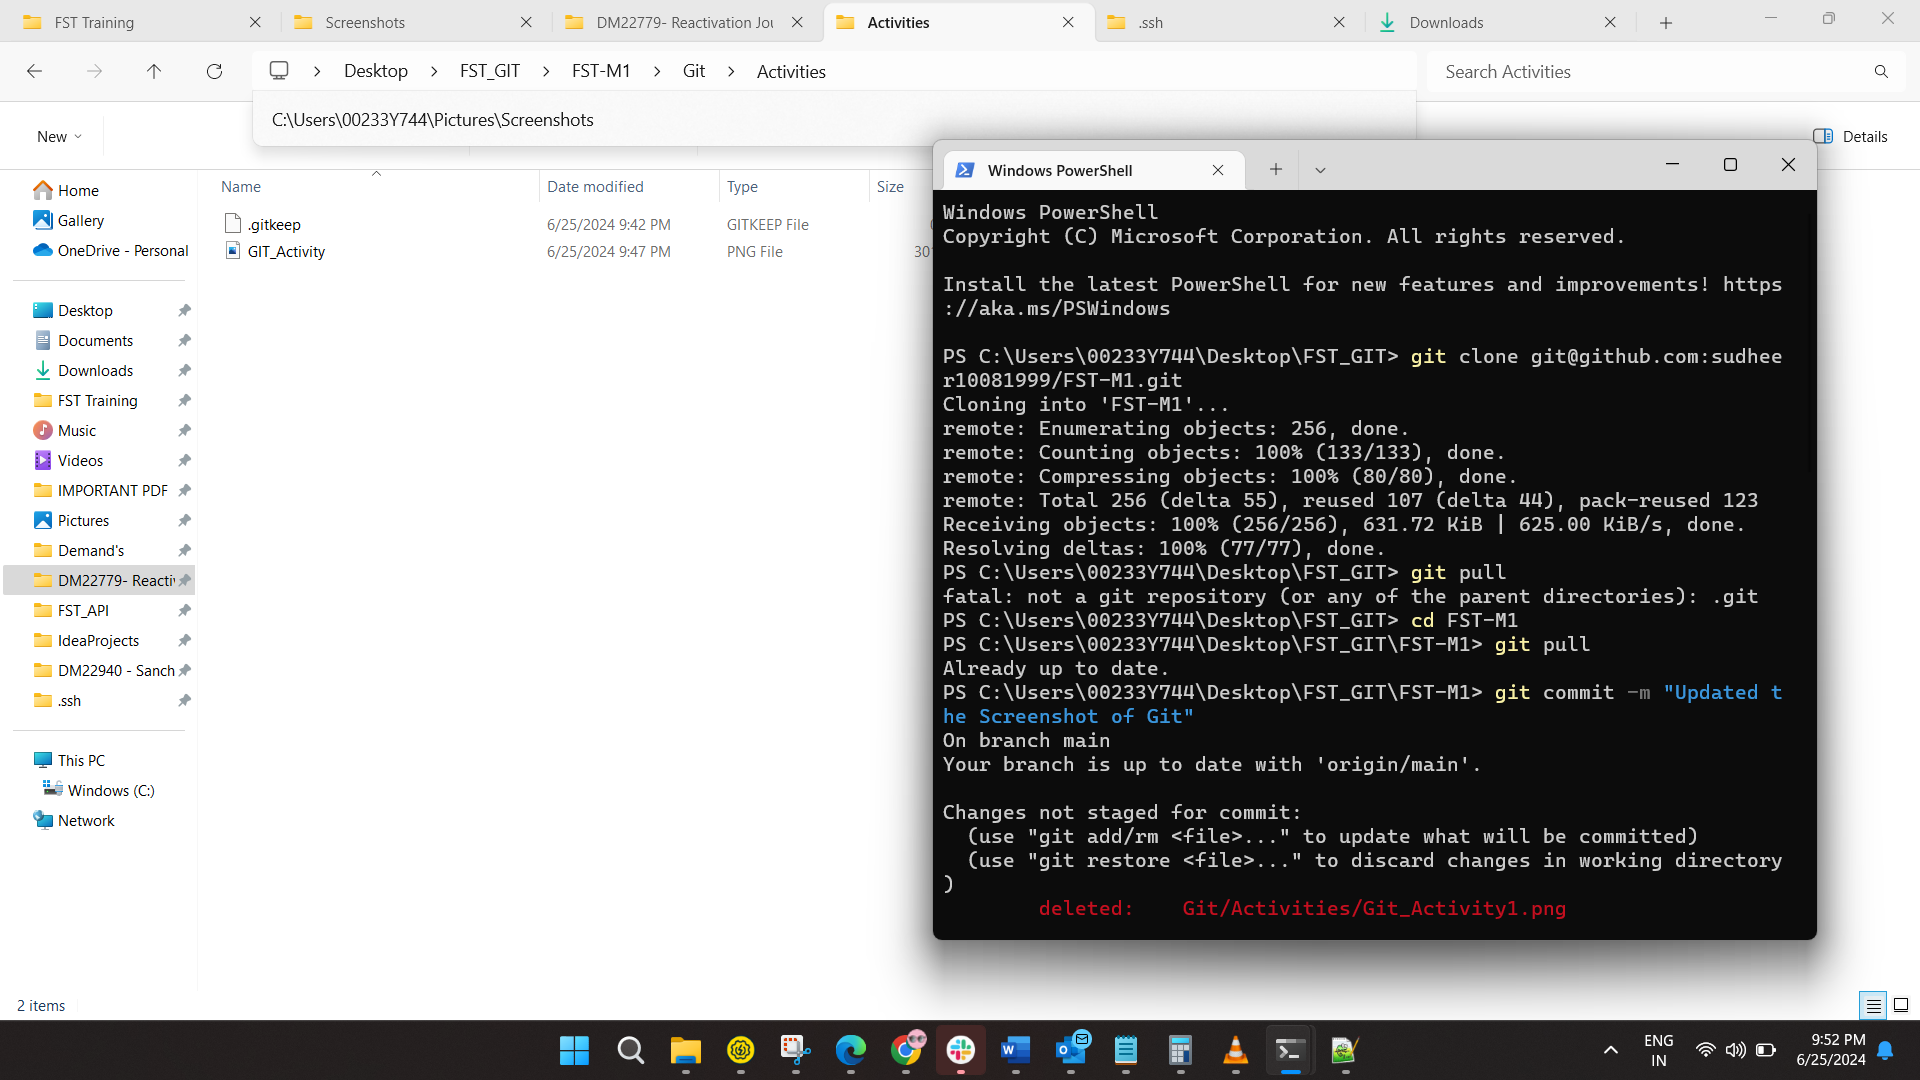 FST Training
Screenshots
DM22779- Reactivation Jou
Activities
.ssh
Downloads
Desktop > FST_GIT > FST-M1 > Git > Activities
Search Activities
C:\Users\00233Y744\Pictures\Screenshots
New
Details
Name
Date modified
Type
Size
.gitkeep
6/25/2024 9:42 PM
GITKEEP File
GIT_Activity
6/25/2024 9:47 PM
PNG File
30
Home
Gallery
OneDrive - Personal
Desktop
Documents
Downloads
FST Training
Music
Videos
IMPORTANT PDF
Pictures
Demand's
DM22779- Reacti
FST_API
IdeaProjects
DM22940 - Sanch
.ssh
This PC
Windows (C:)
Network
2 items
Windows PowerShell
Windows PowerShell
Copyright (C) Microsoft Corporation. All rights reserved.
Install the latest PowerShell for new features and improvements! https
://aka.ms/PSWindows
PS C:\Users\00233Y744\Desktop\FST_GIT> git clone git@github.com:sudhee
r10081999/FST-M1.git
Cloning into 'FST-M1'...
remote: Enumerating objects: 256, done.
remote: Counting objects: 100% (133/133), done.
remote: Compressing objects: 100% (80/80), done.
remote: Total 256 (delta 55), reused 107 (delta 44), pack-reused 123
Receiving objects: 100% (256/256), 631.72 KiB | 625.00 KiB/s, done.
Resolving deltas: 100% (77/77), done.
PS C:\Users\00233Y744\Desktop\FST_GIT> git pull
fatal: not a git repository (or any of the parent directories): .git
PS C:\Users\00233Y744\Desktop\FST_GIT> cd FST-M1
PS C:\Users\00233Y744\Desktop\FST_GIT\FST-M1> git pull
Already up to date.
PS C:\Users\00233Y744\Desktop\FST_GIT\FST-M1> git commit -m "Updated t
he Screenshot of Git"
On branch main
Your branch is up to date with 'origin/main'.
Changes not staged for commit:
(use "git add/rm <file>..." to update what will be committed)
(use "git restore <file>..." to discard changes in working directory
)
deleted: Git/Activities/Git_Activity1.png
ENG
IN
9:52 PM
6/25/2024